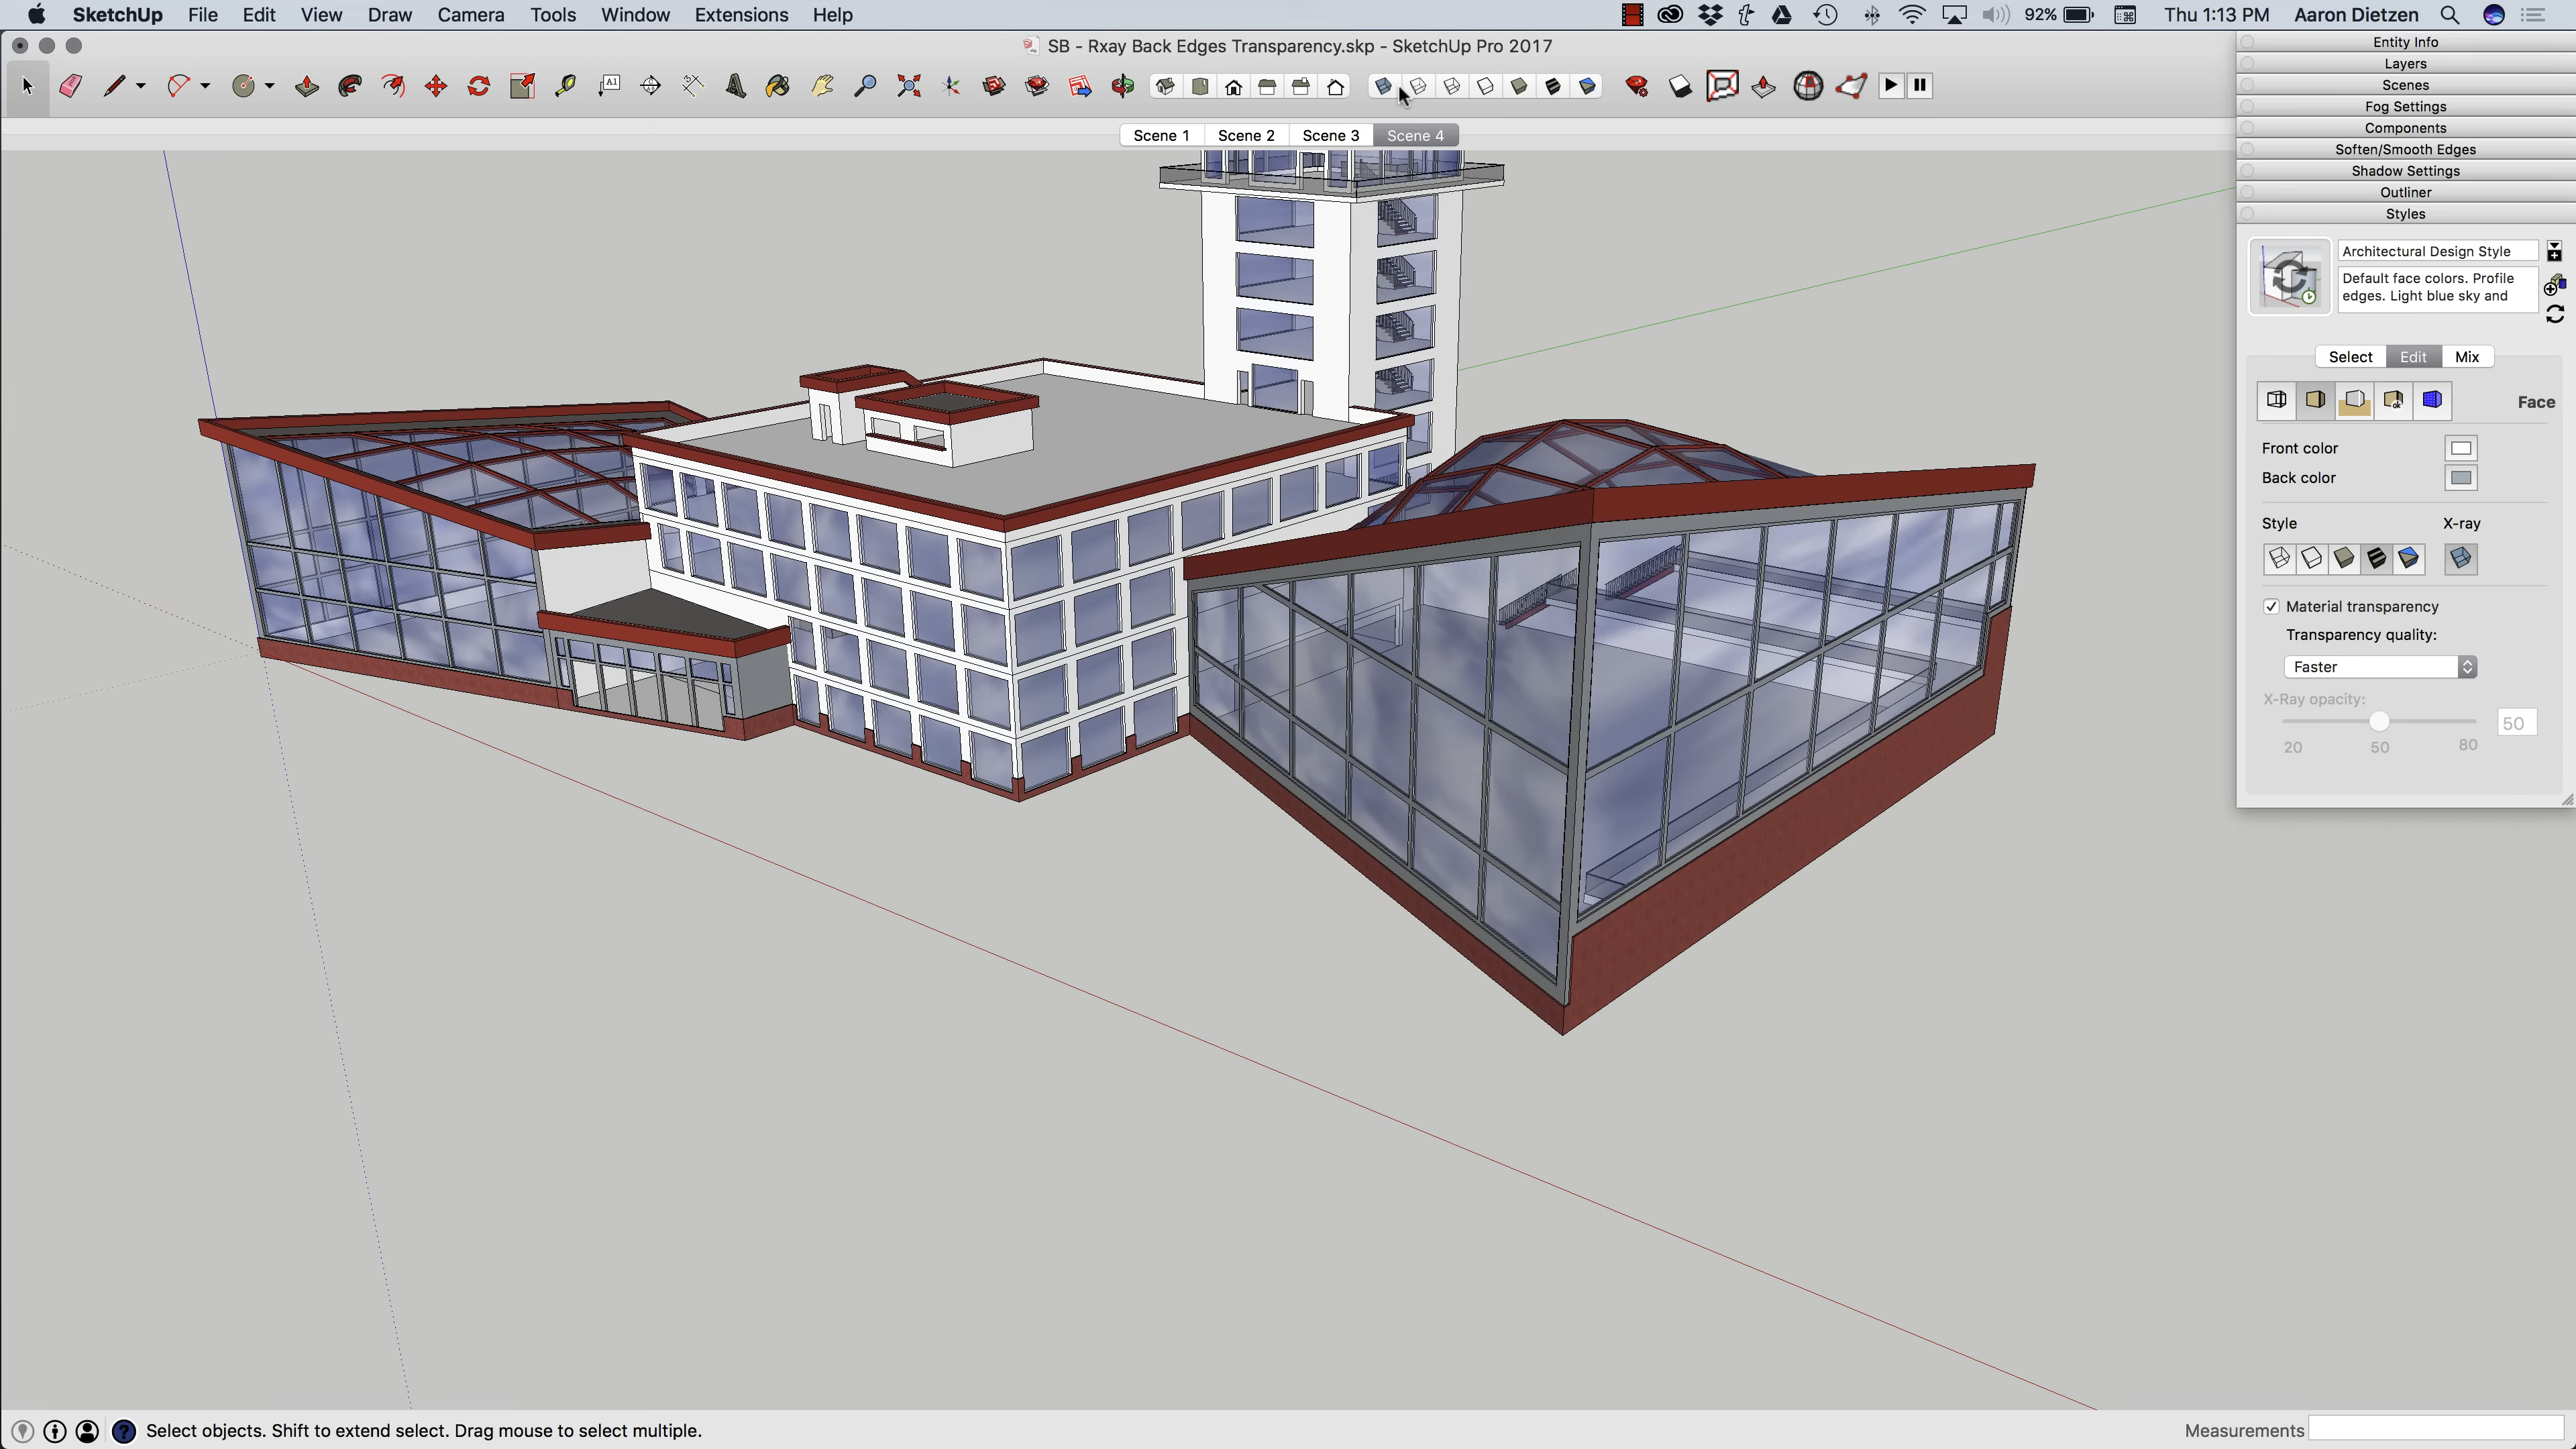 SketchUp File Edit View Draw Camera Tools Window Extensions Help 92% Thu 1:13 PM Aaron Dietzen
SB - Rxay Back Edges Transparency.skp - SketchUp Pro 2017
A1
Scene 1 Scene 2 Scene 3 Scene 4
Entity Info
Layers
Scenes
Fog Settings
Components
Soften/Smooth Edges
Shadow Settings
Outliner
Styles
Architectural Design Style
Default face colors. Profile
edges. Light blue sky and
Select Edit Mix
Face
Front color
Back color
Style X-ray
Material transparency
Transparency quality:
Faster
X-Ray opacity:
50
20 50 80
Select objects. Shift to extend select. Drag mouse to select multiple.
Measurements